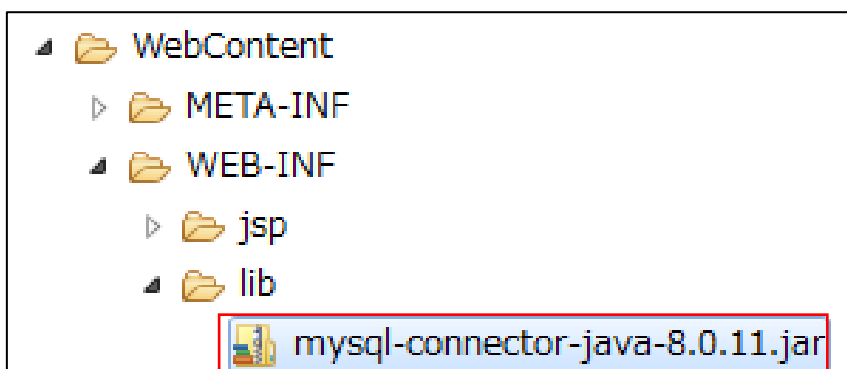 WebContent
META-INF
WEB-INF
jsp
lib
mysql-connector-java-8.0.11.jar